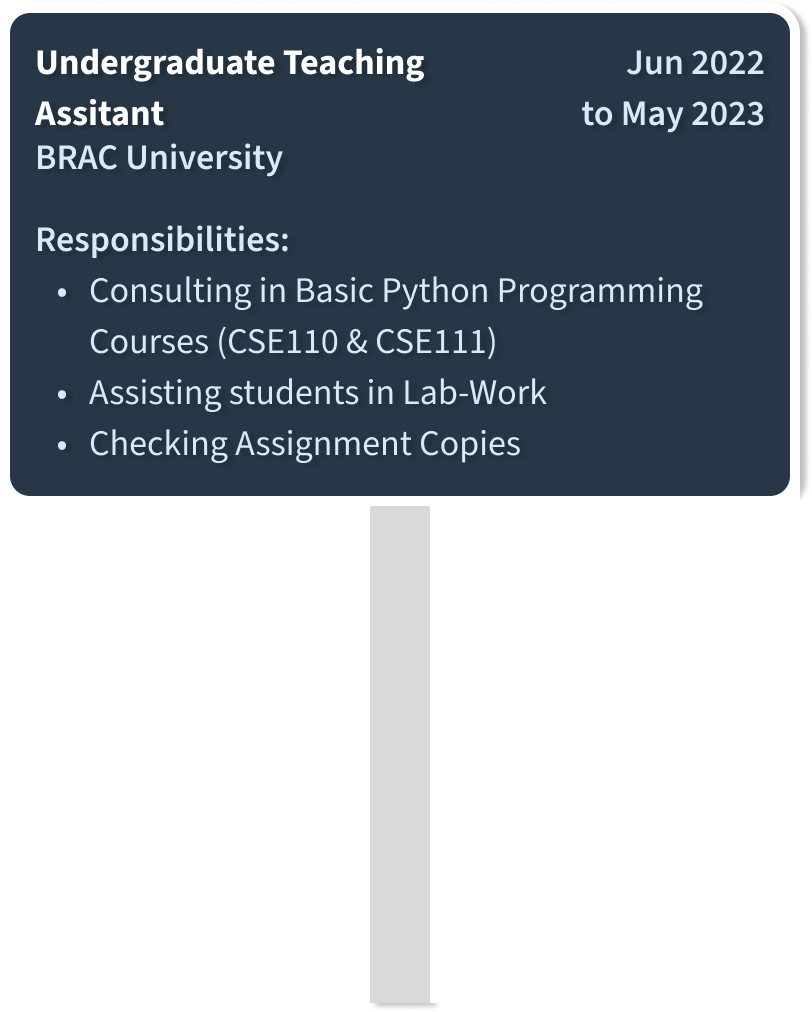 Undergraduate Teaching Jun 2022
Assitant to May 2023
BRAC University
Responsibilities:
• Consulting in Basic Python Programming
Courses (CSE110 & CSE111)
• Assisting students in Lab-Work
• Checking Assignment Copies